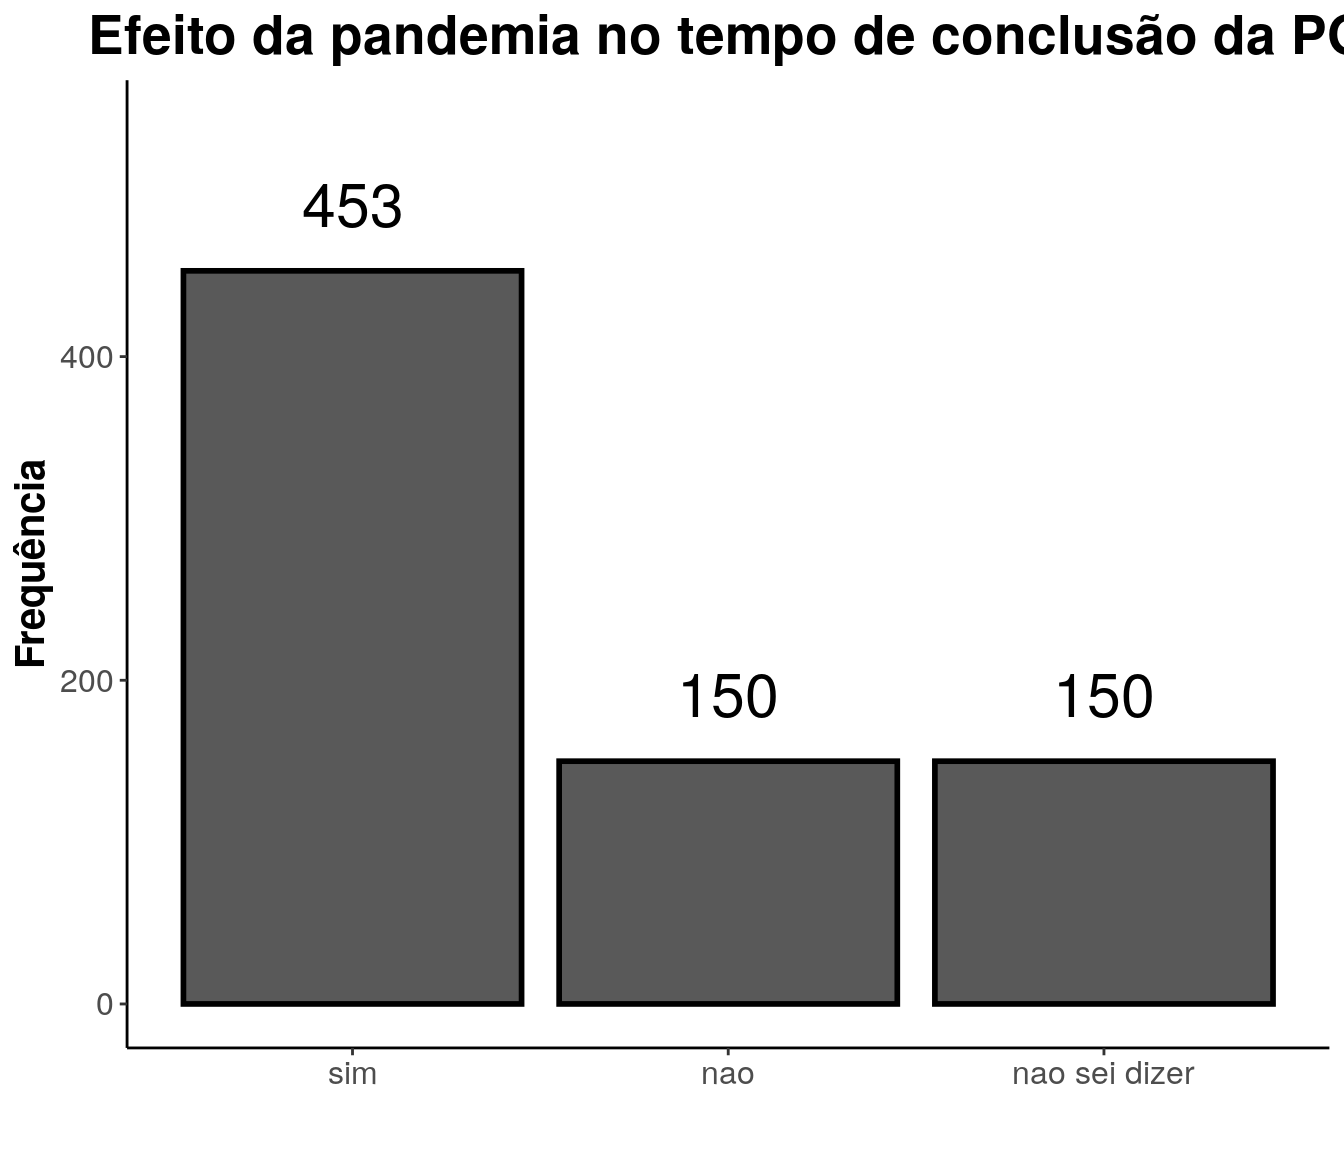 Efeito da pandemia no tempo de conclusão da PG
453
400
Frequência
200
150
150
0
sim
nao
nao sei dizer